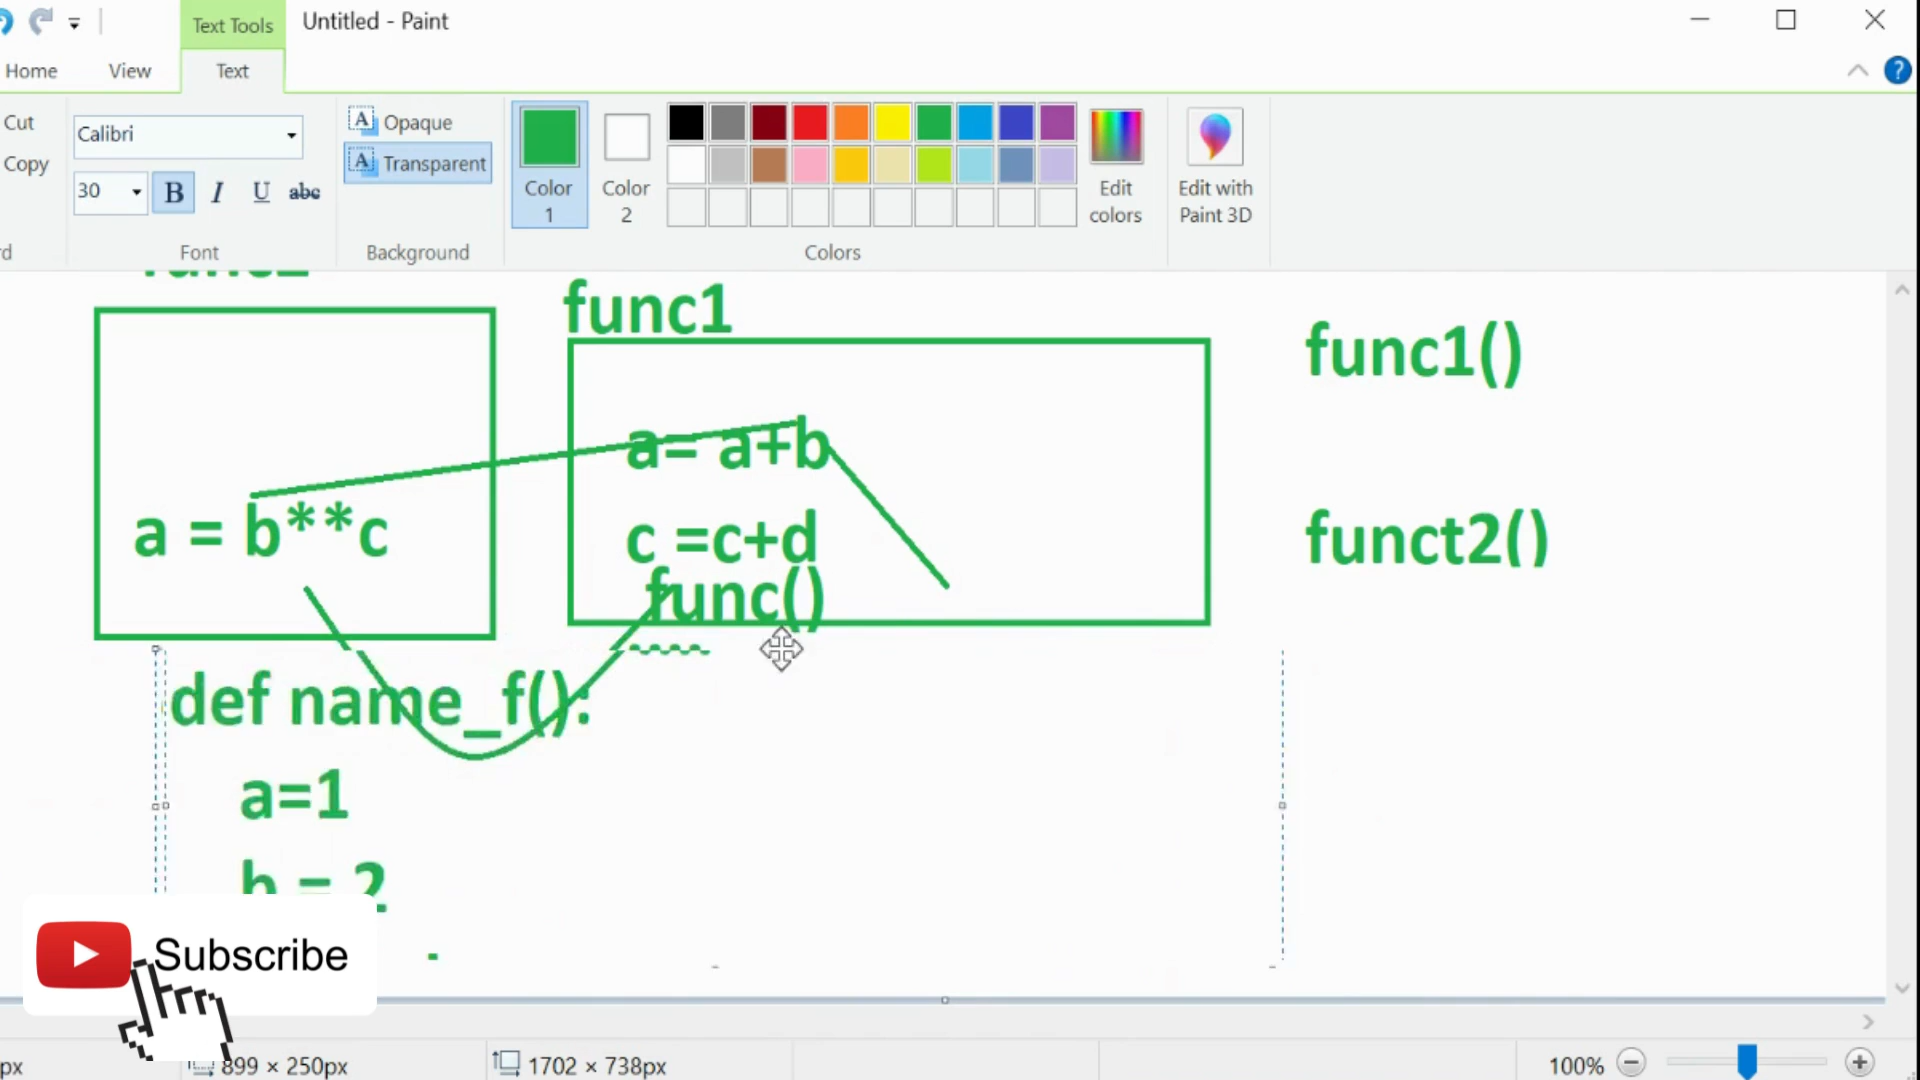 Text Tools
Untitled - Paint
Home
View
Text
?
Cut
Copy
Calibri
30
B
I
U
abc
Font
A Opaque
A Transparent
Background
Color
1
Color
2
Colors
Edit
colors
Edit with
Paint 3D
func1
a = b**c
a= a+b
c =c+d
func()
func1()
funct2()
def name_f():
a=1
b = 2
Subscribe
px
899 × 250px
1702 × 738px
100%